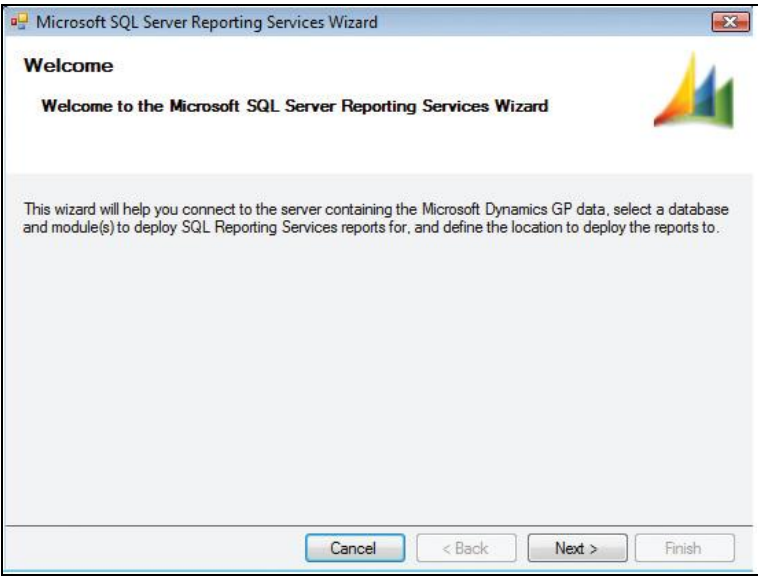 Microsoft SQL Server Reporting Services Wizard
Welcome
Welcome to the Microsoft SQL Server Reporting Services Wizard
This wizard will help you connect to the server containing the Microsoft Dynamics GP data, select a database
and module(s) to deploy SQL Reporting Services reports for, and define the location to deploy the reports to.
Cancel < Back Next > Finish